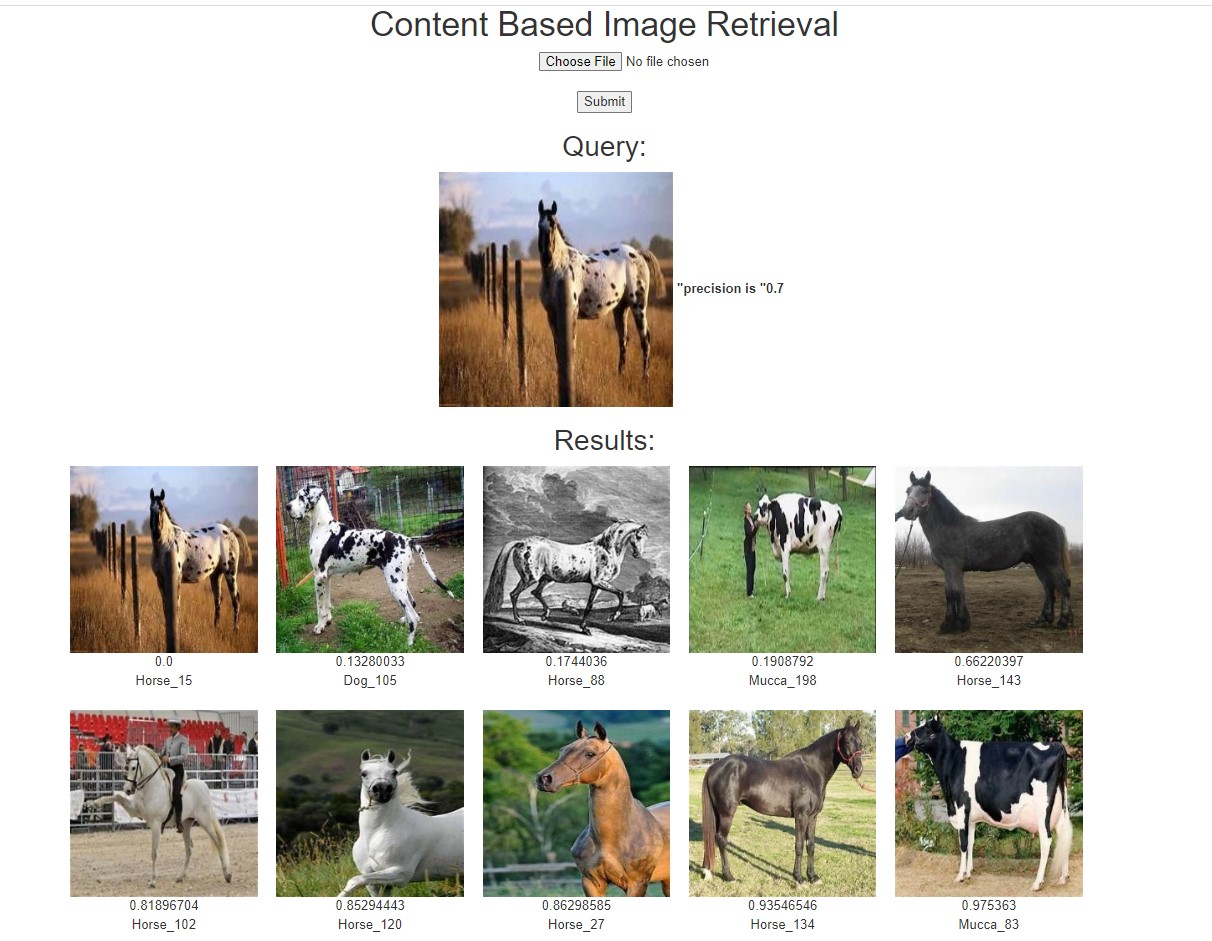 Content Based Image Retrieval
Choose File No file chosen
Submit
Query:
"precision is "0.7
Results:
0.0 0.13280033 0.1744036 0.1908792 0.66220397
Horse_15 Dog_105 Horse_88 Mucca_198 Horse_143
0.81896704 0.85294443 0.86298585 0.93546546 0.975363
Horse_102 Horse_120 Horse_27 Horse_134 Mucca_83